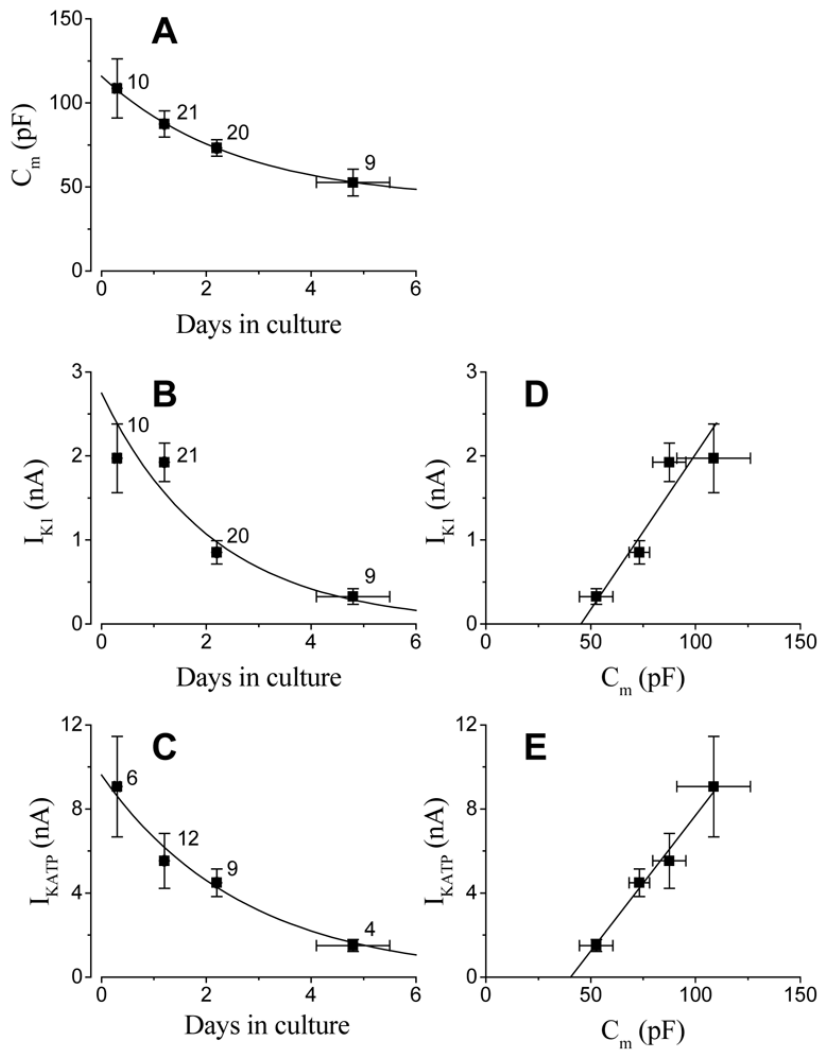 A
150
100
50
0
C_m (pF)
10
21
20
9
0 2 4 6
Days in culture
B
3
2
1
0
I_K1 (nA)
10
21
20
9
0 2 4 6
Days in culture
D
3
2
1
0
I_K1 (nA)
0 50 100 150
C_m (pF)
C
12
8
4
0
I_KATP (nA)
6
12
9
4
0 2 4 6
Days in culture
E
12
8
4
0
I_KATP (nA)
0 50 100 150
C_m (pF)